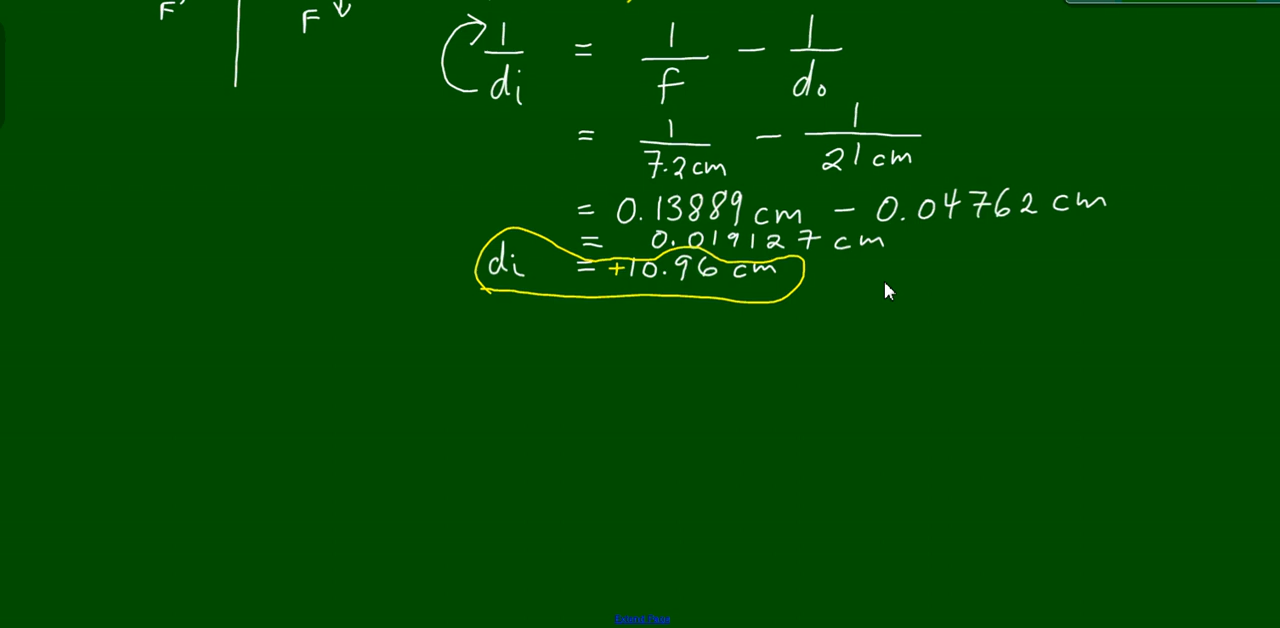 F'
F
1/di = 1/f - 1/do
= 1/7.2cm - 1/21cm
= 0.13889 cm - 0.04762 cm
= 0.019127 cm
di = +10.96 cm